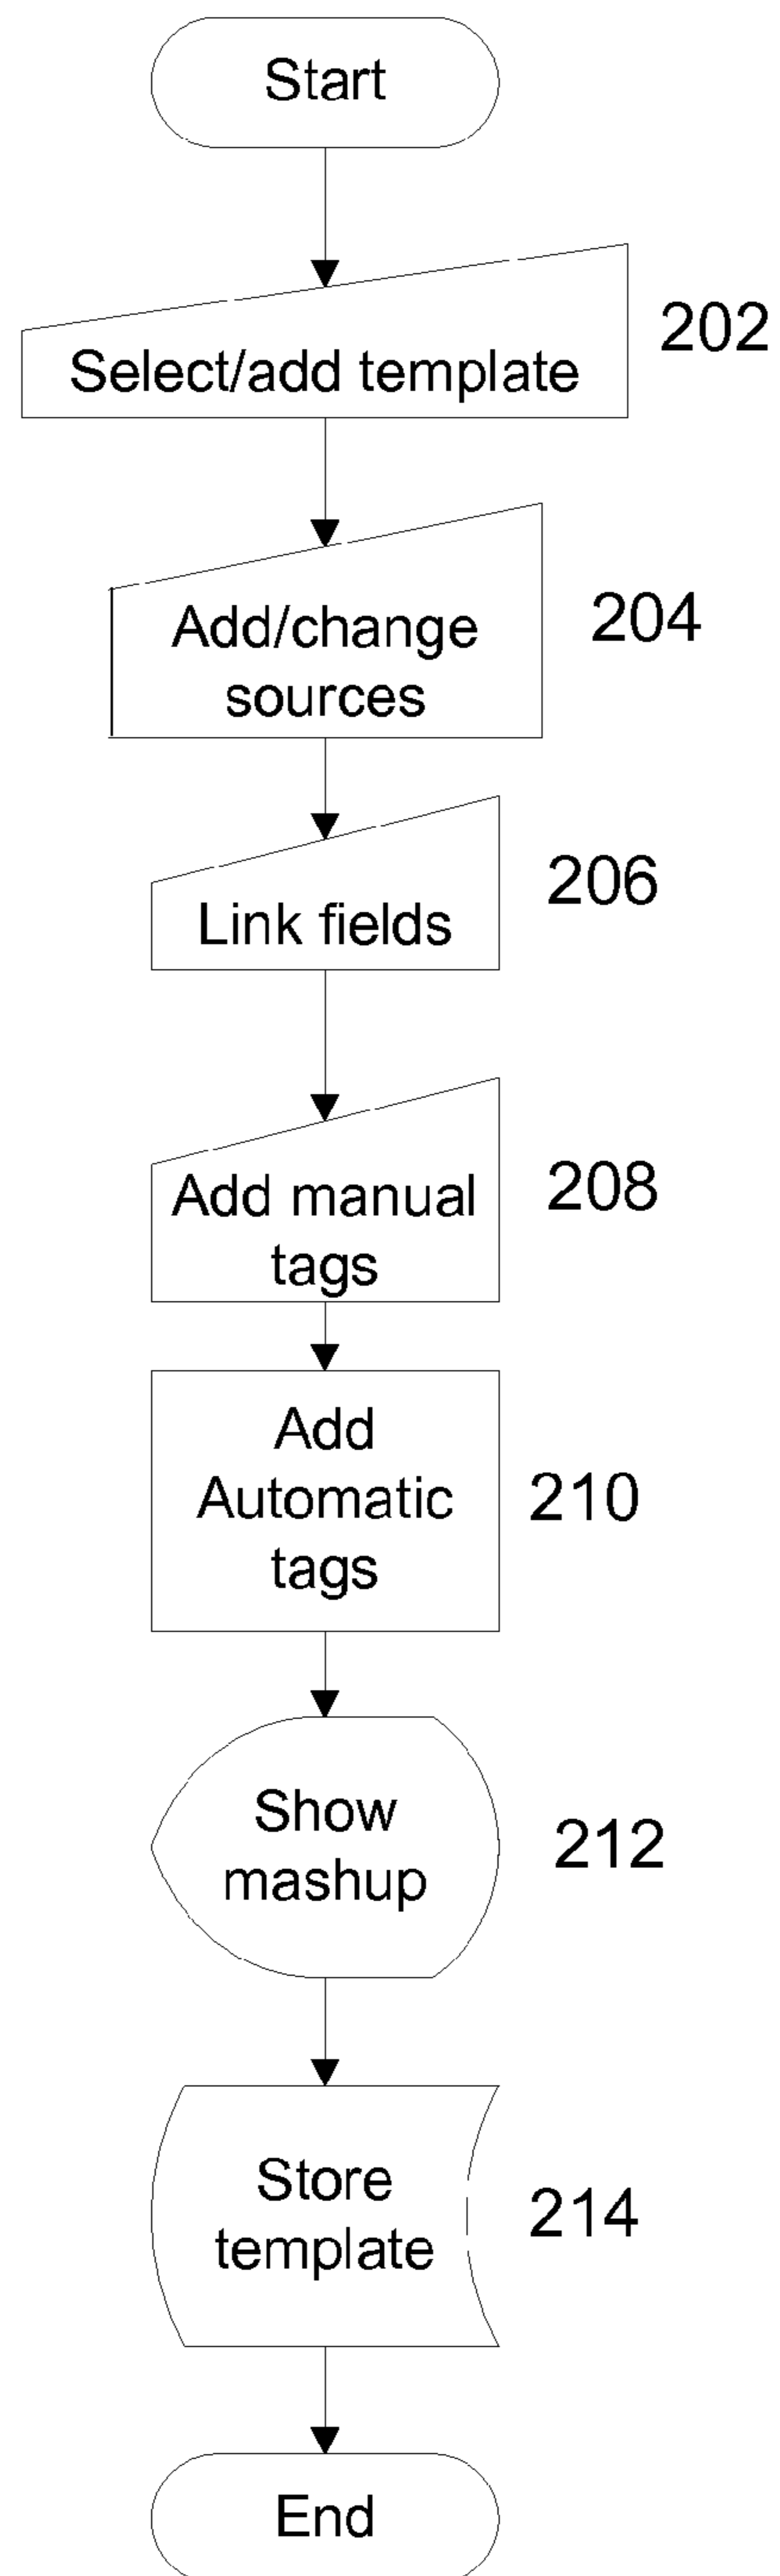 Start
202
Select/add template
204
Add/change
sources
206
Link fields
208
Add manual
tags
Add
Automatic
210
tags
Show
212
mashup
Store
214
template
End